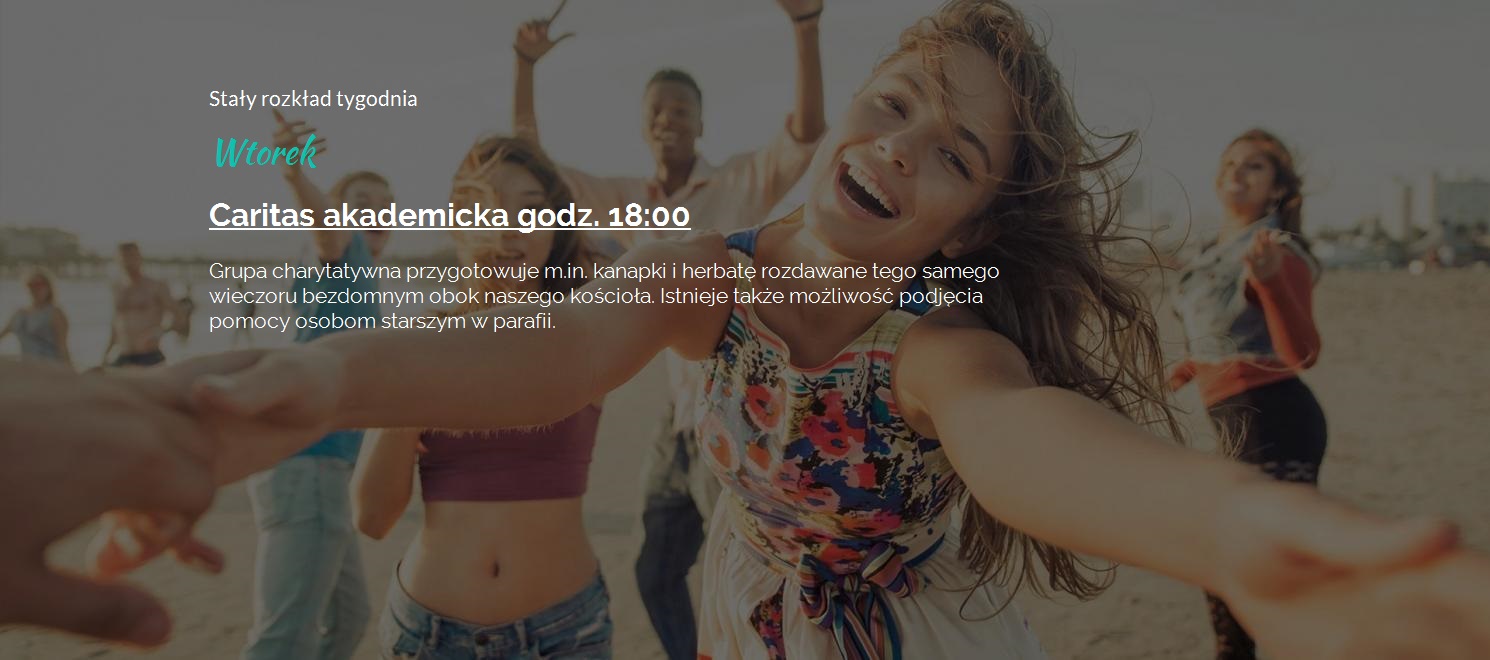 Stały rozkład tygodnia
Wtorek
Caritas akademicka godz. 18:00
Grupa charytatywna przygotowuje m.in. kanapki i herbatę rozdawane tego samego
wieczoru bezdomnym obok naszego kościoła. Istnieje także możliwość podjęcia
pomocy osobom starszym w parafii.